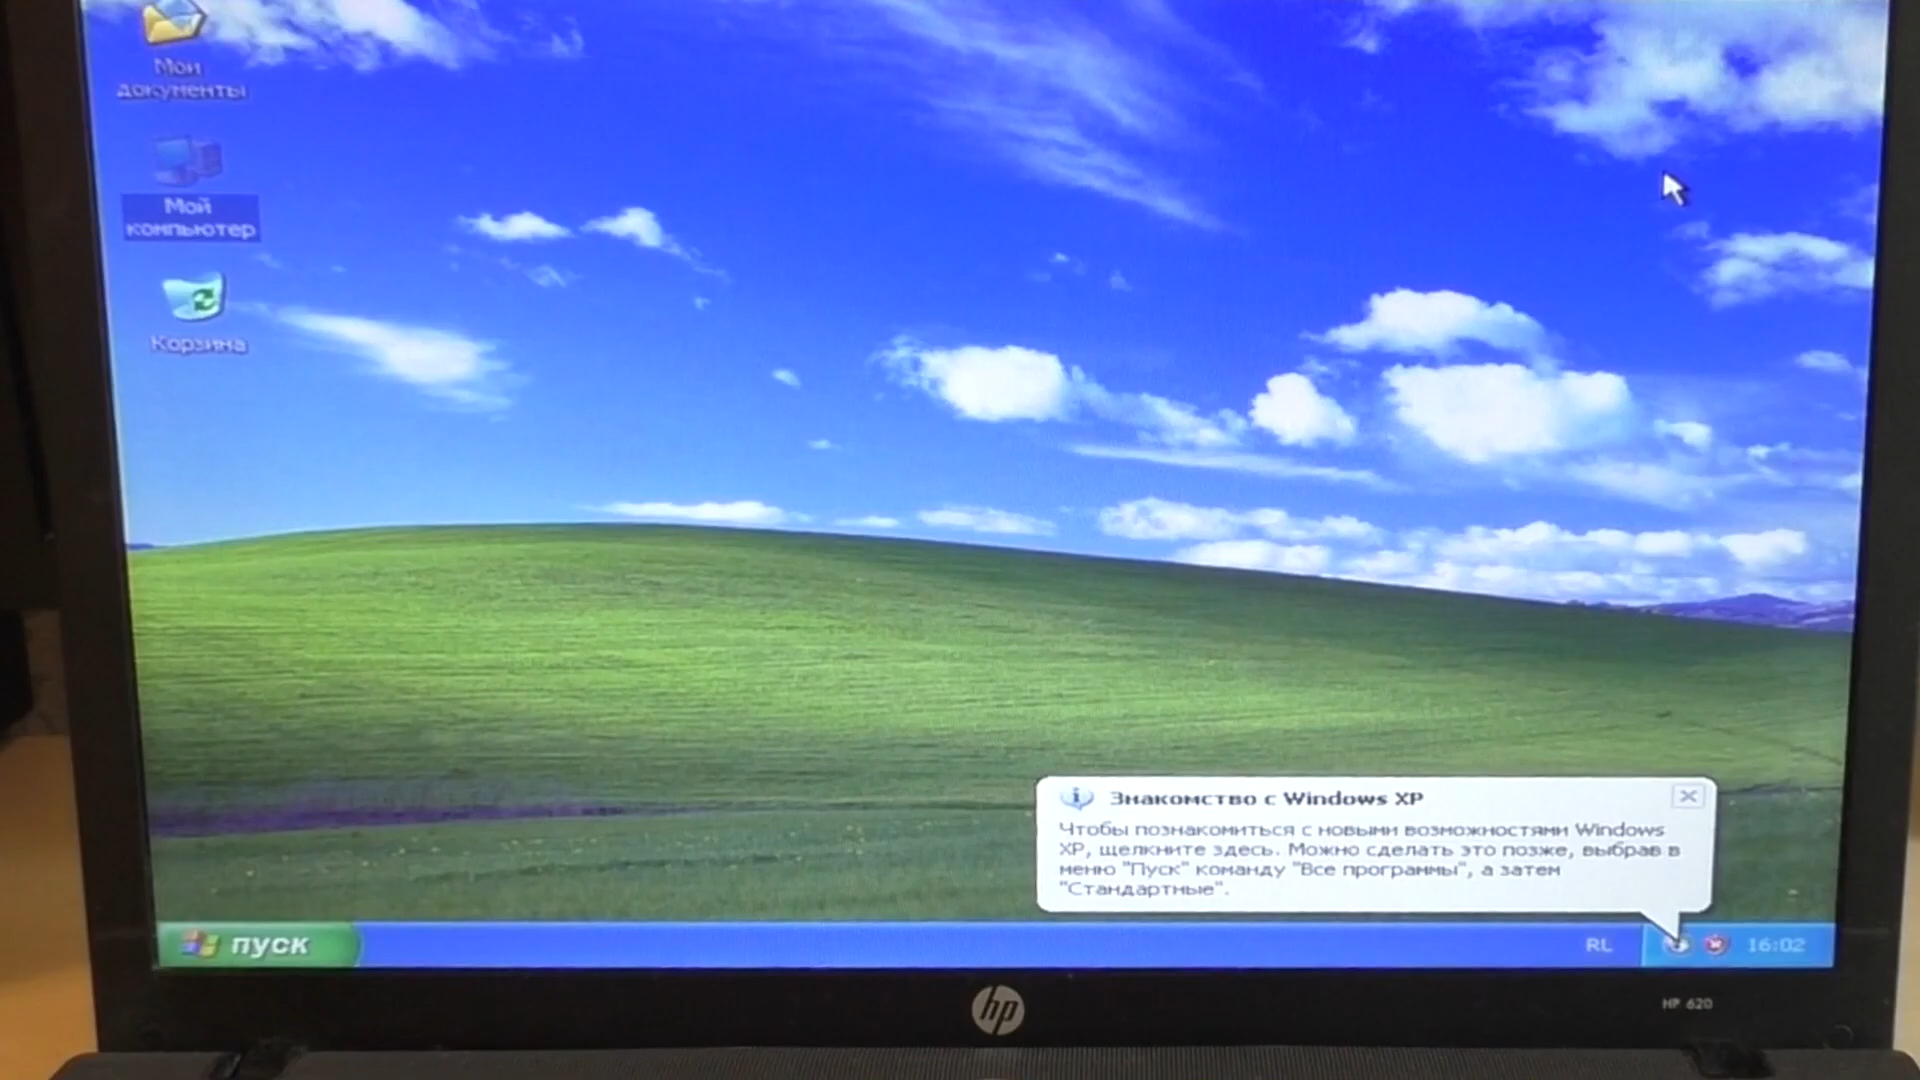 Мои
документы
Мой
компьютер
Корзина
Знакомство с Windows XP
Чтобы познакомиться с новыми возможностями Windows
XP, щелкните здесь. Можно сделать это позже, выбрав в
меню "Пуск" команду "Все программы", а затем
"Стандартные".
пуск
RL
16:02
hp
HP 620